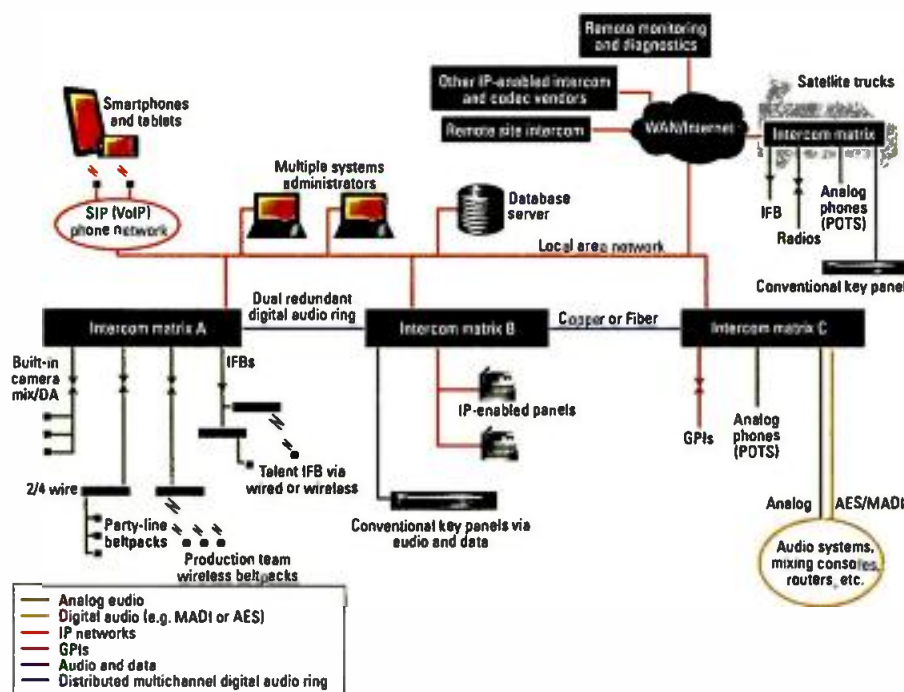 Remote monitoring
and diagnostics
Other IP-enabled intercom
and codec vendors
Remote site intercom
WAN/Internet
Satellite trucks
Intercom matrix
IFB
Radios
Analog
phones
(POTS)
Conventional key panel
Smartphones
and tablets
SIP (VoIP)
phone network
Multiple systems
administrators
Database
server
Local area network
Intercom matrix A
Dual redundant
digital audio ring
Intercom matrix B
Copper or Fiber
Intercom matrix C
Built-in
camera
mix/DA
IFBs
2/4 wire
Party-line
beltpacks
Production team
wireless beltpacks
Talent IFB via
wired or wireless
IP-enabled panels
Conventional key panels via
audio and data
GPIs
Analog
phones
(POTS)
Analog
AES/MADI
Audio systems,
mixing consoles,
routers, etc.
Analog audio
Digital audio (e.g. MADI or AES)
IP networks
GPIs
Audio and data
Distributed multichannel digital audio ring